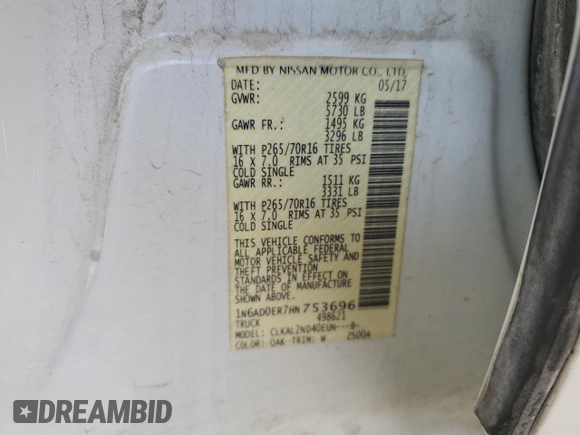 MFD BY NISSAN MOTOR CO., LTD.
DATE: 05/17
GVWR: 2599 KG
5730 LB
GAWR FR.: 1495 KG
3296 LB
WITH P265/70R16 TIRES
16 X 7.0 RIMS AT 35 PSI
COLD SINGLE
GAWR RR.: 1511 KG
3331 LB
WITH P265/70R16 TIRES
16 X 7.0 RIMS AT 35 PSI
COLD SINGLE
THIS VEHICLE CONFORMS TO
ALL APPLICABLE FEDERAL
MOTOR VEHICLE SAFETY AND
THEFT PREVENTION
STANDARDS IN EFFECT ON
THE DATE OF MANUFACTURE
SHOWN ABOVE.
1N6AD0ER7HN753696
TRUCK 498621
MODEL: CLKALZND40EUN---B-
COLOR: QAK TRIM: W 2500A
DREAMBID